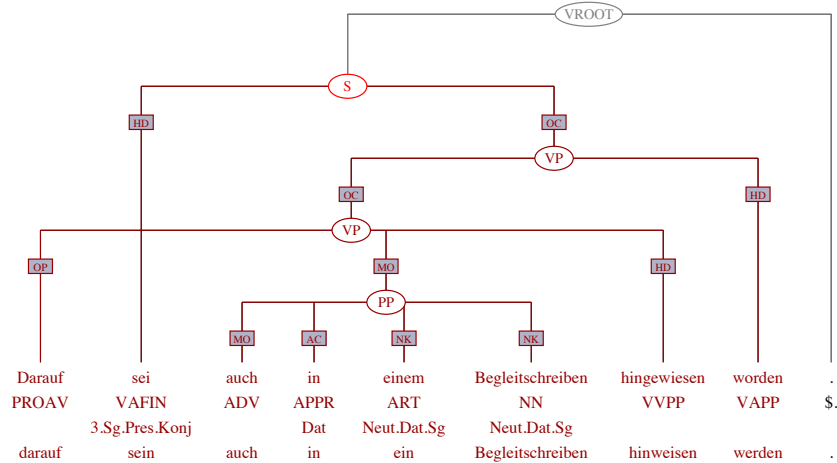 VROOT
S
HD OC
VP
OC HD
VP
OP MO HD
PP
MO AC NK NK
Darauf sei auch in einem Begleitschreiben hingewiesen worden .
PROAV VAFIN ADV APPR ART NN VVPP VAPP $.
3.Sg.Pres.Konj Dat Neut.Dat.Sg Neut.Dat.Sg
darauf sein auch in ein Begleitschreiben hinweisen werden .